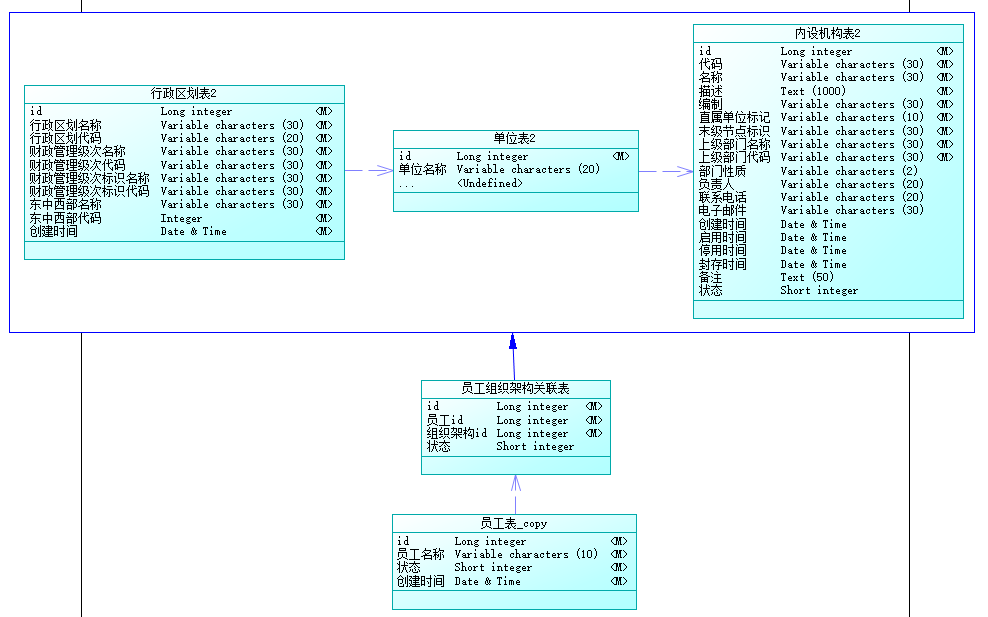 行政区划表2
id Long integer <M>
行政区划名称 Variable characters (30) <M>
行政区划代码 Variable characters (20) <M>
财政管理级次名称 Variable characters (30) <M>
财政管理级次代码 Variable characters (30) <M>
财政管理级次标识名称 Variable characters (30) <M>
财政管理级次标识代码 Variable characters (30) <M>
东中西部名称 Variable characters (30) <M>
东中西部代码 Integer <M>
创建时间 Date & Time <M>
单位表2
id Long integer <M>
单位名称 Variable characters (20)
... <Undefined>
内设机构表2
id Long integer <M>
代码 Variable characters (30) <M>
名称 Variable characters (30) <M>
描述 Text (1000) <M>
编制 Variable characters (30) <M>
直属单位标记 Variable characters (10) <M>
末级节点标识 Variable characters (30) <M>
上级部门名称 Variable characters (30) <M>
上级部门代码 Variable characters (30) <M>
部门性质 Variable characters (2)
负责人 Variable characters (20)
联系电话 Variable characters (20)
电子邮件 Variable characters (30)
创建时间 Date & Time
启用时间 Date & Time
停用时间 Date & Time
封存时间 Date & Time
备注 Text (50)
状态 Short integer
员工组织架构关联表
id Long integer <M>
员工id Long integer <M>
组织架构id Long integer <M>
状态 Short integer
员工表_copy
id Long integer <M>
员工名称 Variable characters (10) <M>
状态 Short integer <M>
创建时间 Date & Time <M>